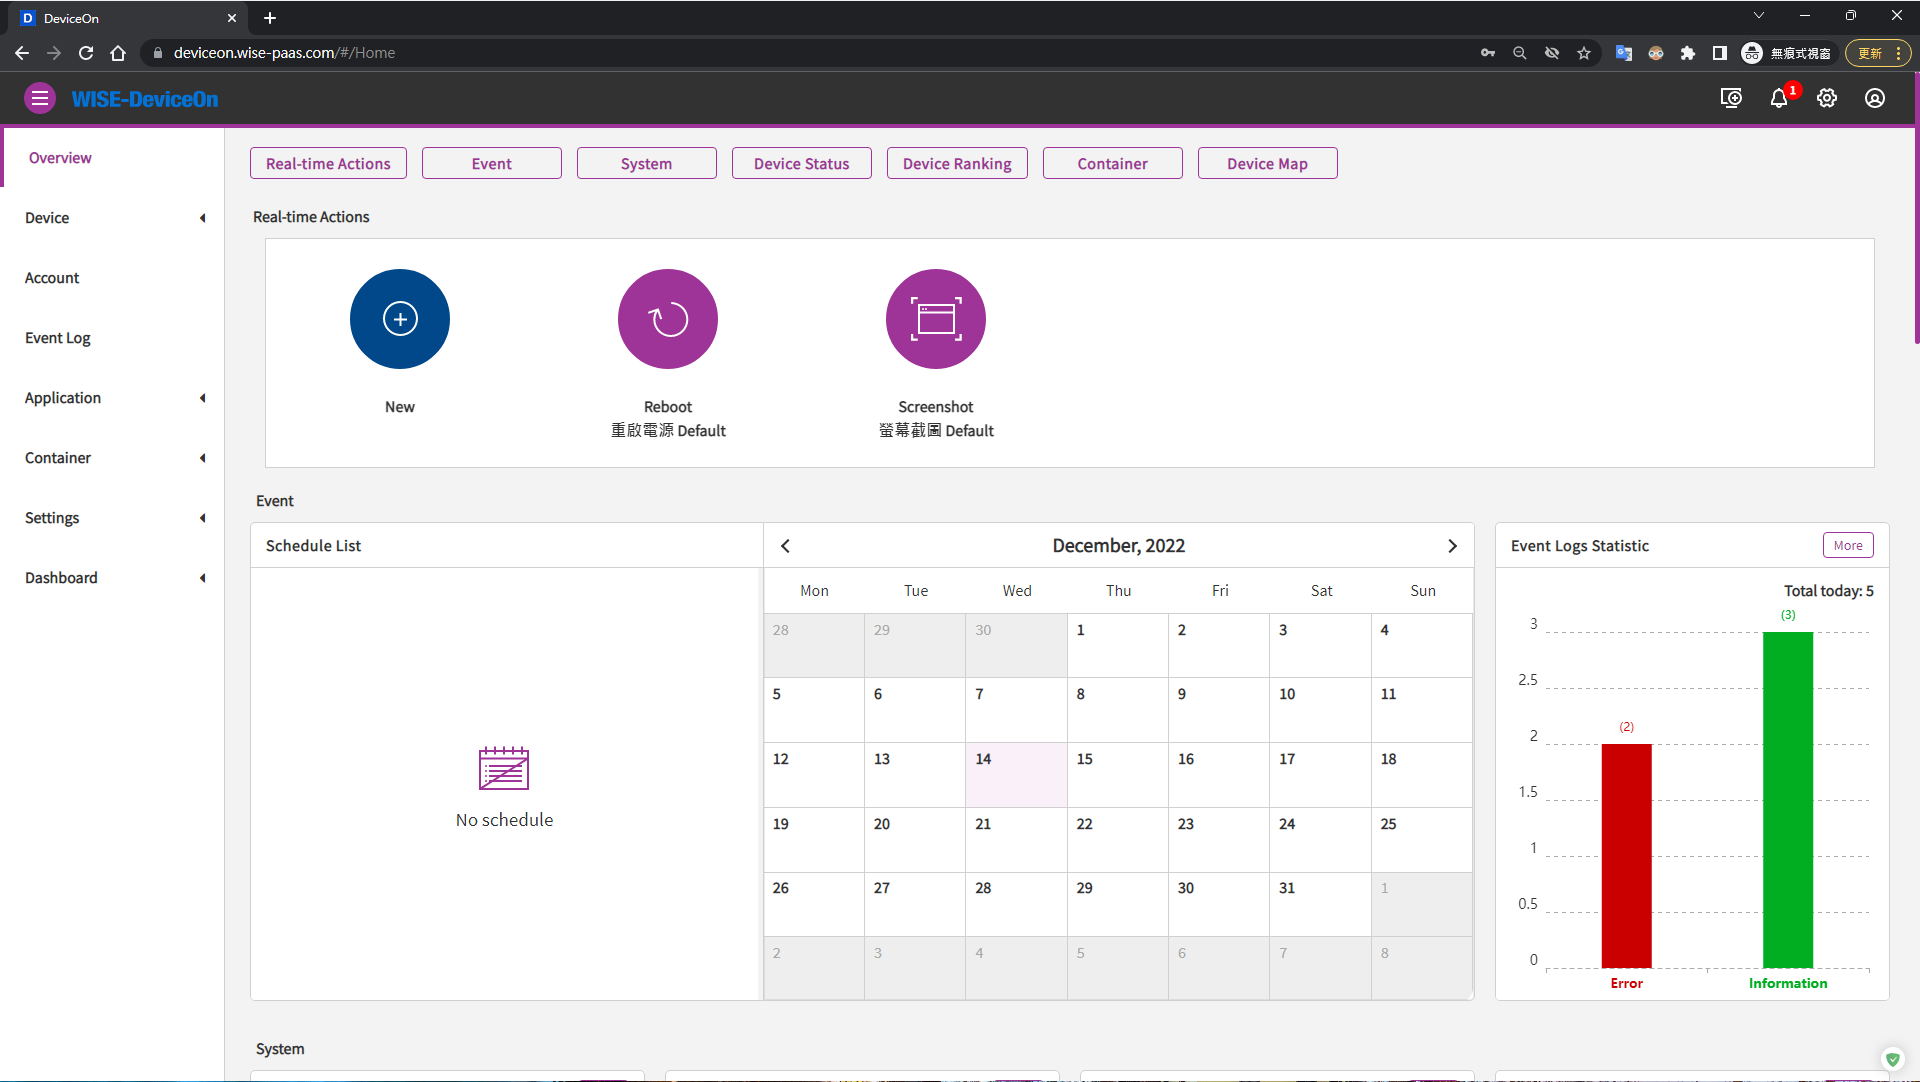 D DeviceOn
deviceon.wise-paas.com/#/Home
無痕式視窗
更新
WISE-DeviceOn
1
Overview
Device
Account
Event Log
Application
Container
Settings
Dashboard
Real-time Actions
Event
System
Device Status
Device Ranking
Container
Device Map
Real-time Actions
New
Reboot
重啟電源 Default
Screenshot
螢幕截圖 Default
Event
Schedule List
No schedule
December, 2022
Mon Tue Wed Thu Fri Sat Sun
28 29 30 1 2 3 4
5 6 7 8 9 10 11
12 13 14 15 16 17 18
19 20 21 22 23 24 25
26 27 28 29 30 31 1
2 3 4 5 6 7 8
Event Logs Statistic
More
Total today: 5
(3)
3
2.5
(2)
2
1.5
1
0.5
0
Error
Information
System